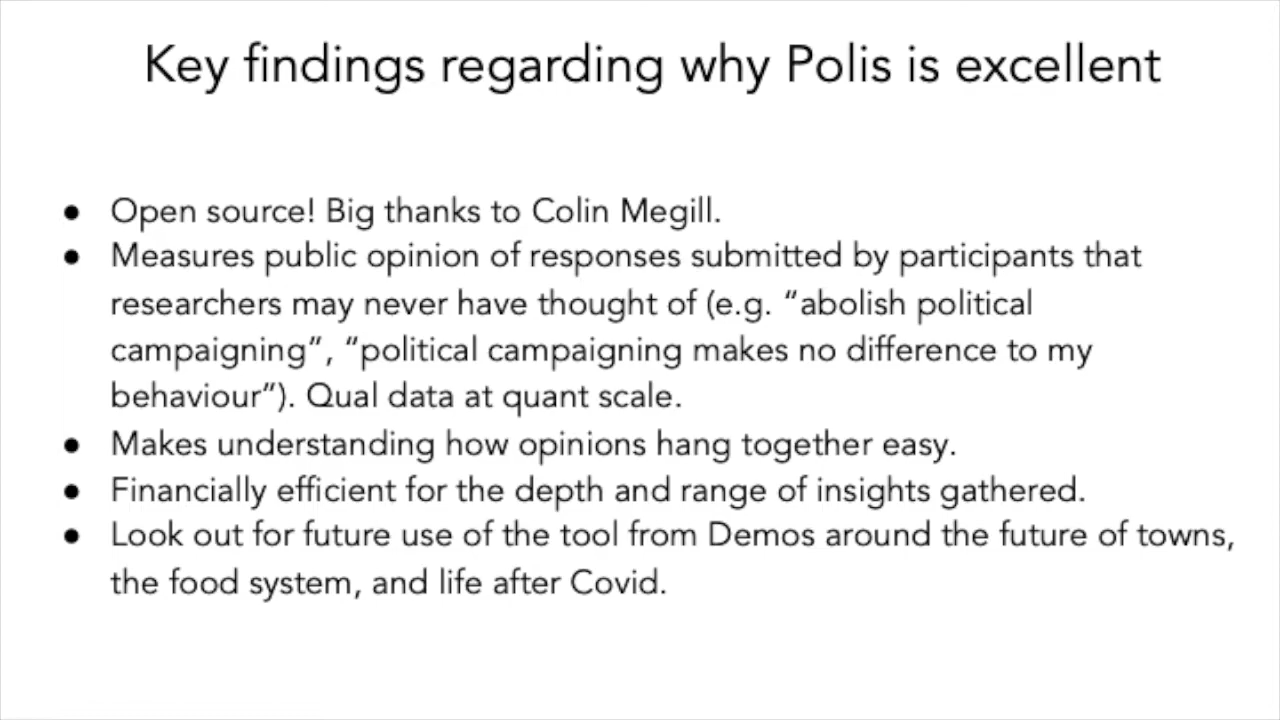 Key findings regarding why Polis is excellent
● Open source! Big thanks to Colin Megill.
● Measures public opinion of responses submitted by participants that
researchers may never have thought of (e.g. “abolish political
campaigning”, “political campaigning makes no difference to my
behaviour”). Qual data at quant scale.
● Makes understanding how opinions hang together easy.
● Financially efficient for the depth and range of insights gathered.
● Look out for future use of the tool from Demos around the future of towns,
the food system, and life after Covid.